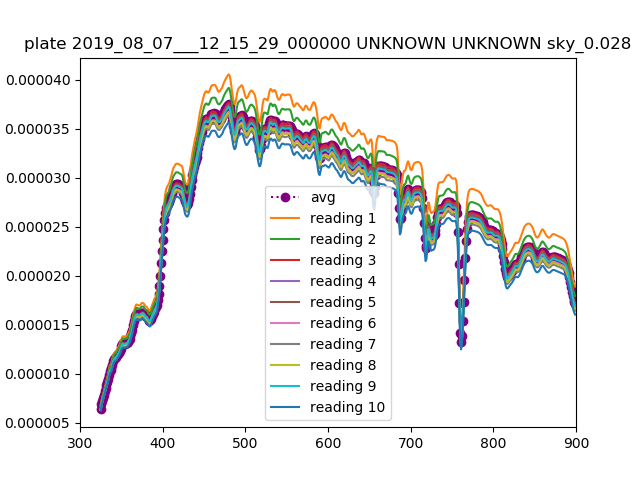 plate 2019_08_07___12_15_29_000000 UNKNOWN UNKNOWN sky_0.028
0.000040
0.000035
0.000030
0.000025
0.000020
0.000015
0.000010
0.000005
avg
reading 1
reading 2
reading 3
reading 4
reading 5
reading 6
reading 7
reading 8
reading 9
reading 10
300 400 500 600 700 800 900